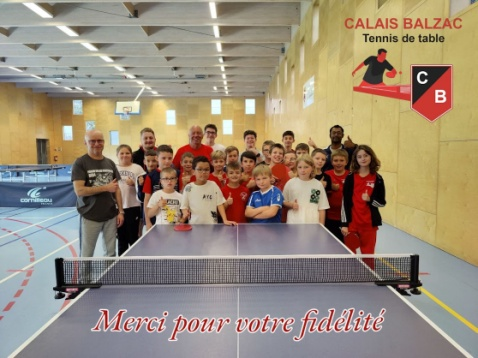 CALAIS BALZAC
Tennis de table
C
B
cornilleau
Merci pour votre fidélité